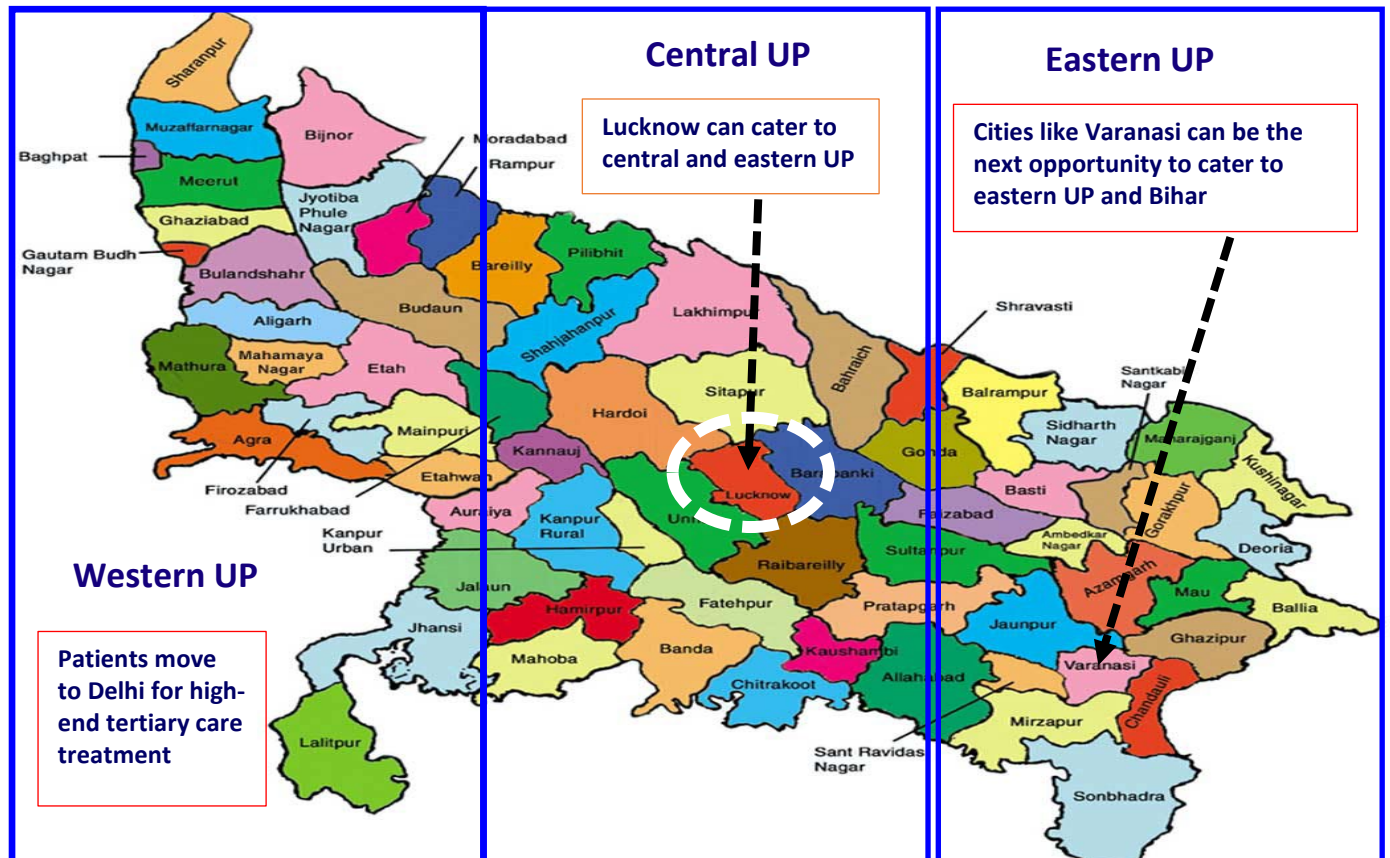 Central UP
Eastern UP
Western UP
Lucknow can cater to
central and eastern UP
Cities like Varanasi can be the
next opportunity to cater to
eastern UP and Bihar
Patients move
to Delhi for high-
end tertiary care
treatment
Sharanpur
Muzaffarnagar
Bijnor
Moradabad
Baghpat
Rampur
Meerut
Jyotiba
Phule
Nagar
Ghaziabad
Gautam Budh
Nagar
Bulandshahr
Bareilly
Pilibhit
Budaun
Aligarh
Shahjahanpur
Lakhimpur
Shravasti
Mathura
Mahamaya
Nagar
Etah
Sitapur
Bahraich
Balrampur
Santkabi
Nagar
Hardoi
Sidharth
Nagar
Maharajganj
Agra
Mainpuri
Kannauj
Gonda
Kushinagar
Etahwah
Firozabad
Farrukhabad
Lucknow
Barabanki
Basti
Gorakhpur
Auraiya
Kanpur
Rural
Faizabad
Kanpur
Urban
Ambedkar
Nagar
Deoria
Sultanpur
Raibareilly
Azamgarh
Jalaun
Mau
Ballia
Hamirpur
Fatehpur
Pratapgarh
Jhansi
Jaunpur
Ghazipur
Mahoba
Banda
Kaushambi
Varanasi
Chitrakoot
Allahabad
Chandauli
Mirzapur
Lalitpur
Sant Ravidas
Nagar
Sonbhadra